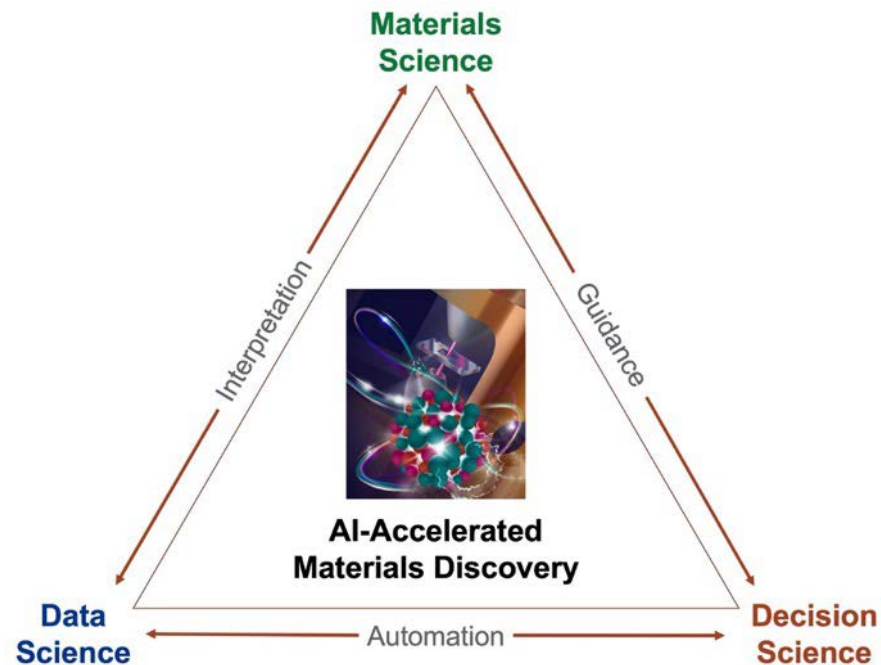 Materials
Science
Interpretation
Guidance
AI-Accelerated
Materials Discovery
Data
Science
Automation
Decision
Science